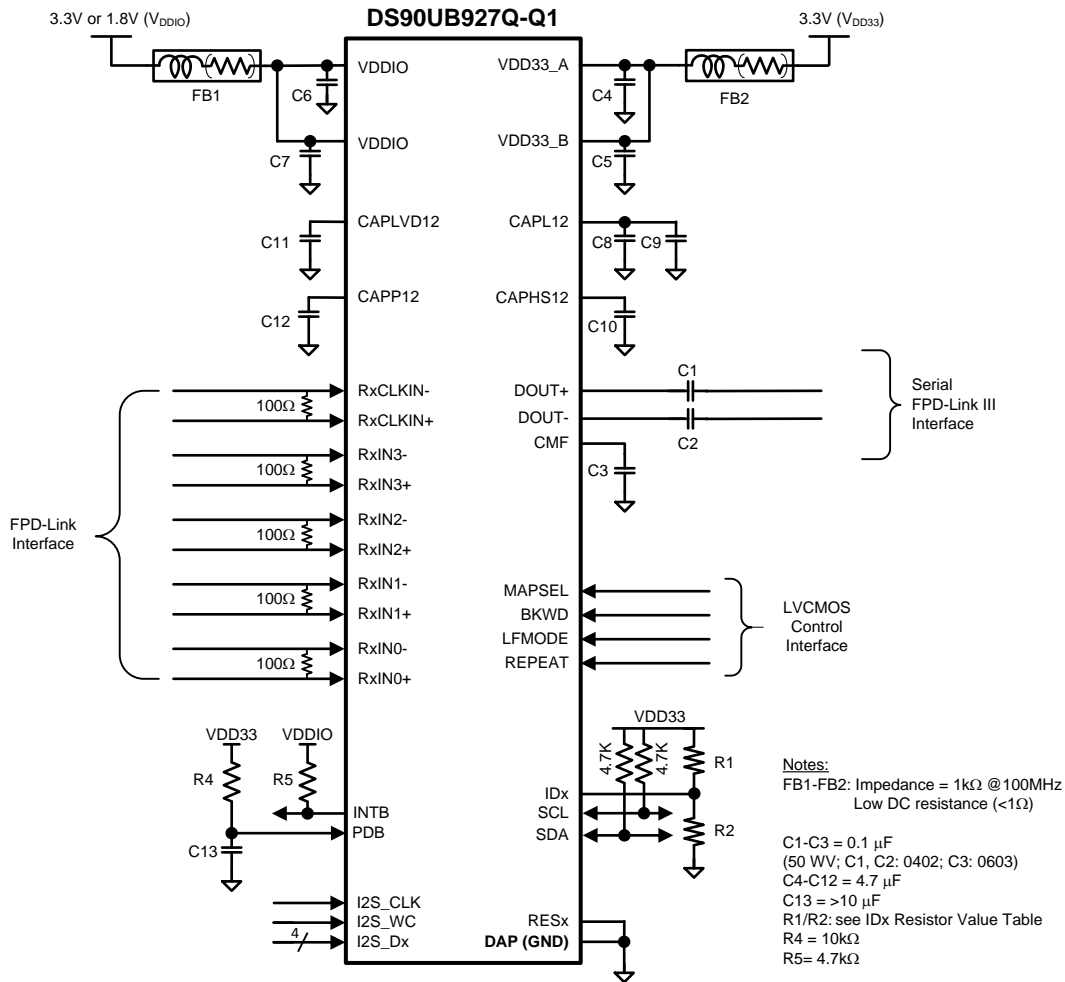 DS90UB927Q-Q1
3.3V or 1.8V (VDDIO)
3.3V (VDD33)
FB1
C6
VDDIO
VDD33_A
C4
FB2
C7
VDDIO
VDD33_B
C5
C11
CAPLVD12
CAPL12
C8
C9
C12
CAPP12
CAPHS12
C10
FPD-Link
Interface
100Ω
RxCLKIN-
RxCLKIN+
100Ω
RxIN3-
RxIN3+
100Ω
RxIN2-
RxIN2+
100Ω
RxIN1-
RxIN1+
100Ω
RxIN0-
RxIN0+
DOUT+
DOUT-
CMF
C1
C2
C3
Serial
FPD-Link III
Interface
MAPSEL
BKWD
LFMODE
REPEAT
LVCMOS
Control
Interface
VDD33
VDDIO
R4
R5
INTB
PDB
C13
VDD33
4.7K
4.7K
R1
IDx
SCL
SDA
R2
I2S_CLK
I2S_WC
4
I2S_Dx
RESx
DAP (GND)
Notes:
FB1-FB2: Impedance = 1kΩ @100MHz
Low DC resistance (<1Ω)
C1-C3 = 0.1 μF
(50 WV; C1, C2: 0402; C3: 0603)
C4-C12 = 4.7 μF
C13 = >10 μF
R1/R2: see IDx Resistor Value Table
R4 = 10kΩ
R5= 4.7kΩ